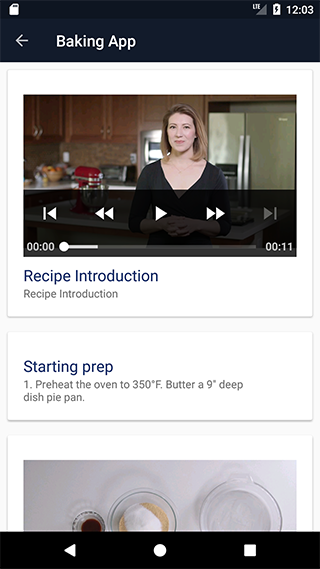 LTE 12:03
Baking App
00:00 00:11
Recipe Introduction
Recipe Introduction
Starting prep
1. Preheat the oven to 350°F. Butter a 9" deep
dish pie pan.